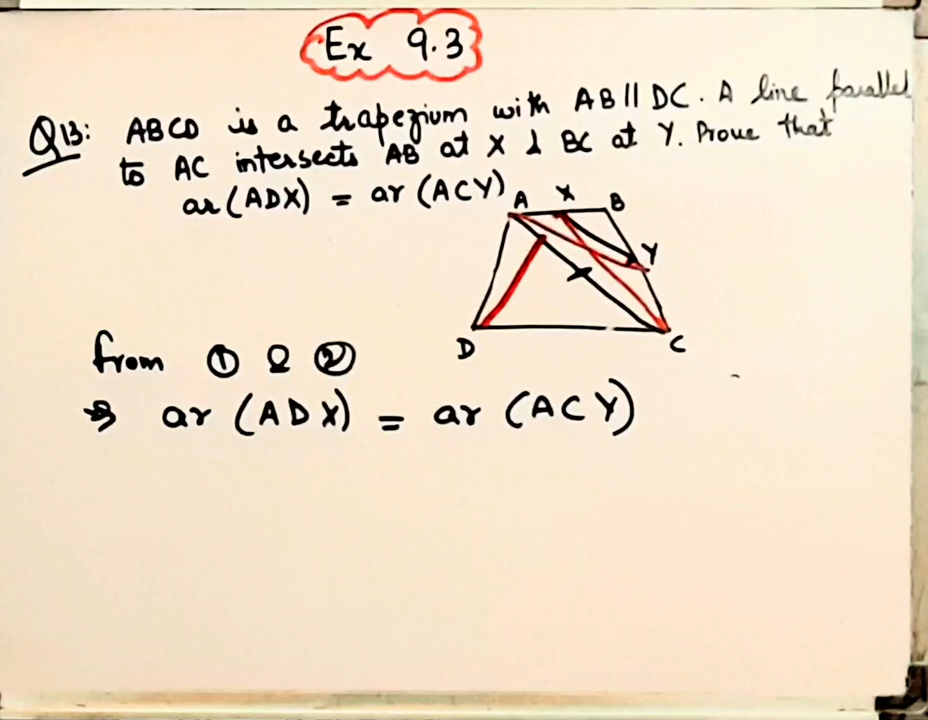 Ex 9.3
Q13: ABCD is a trapezium with AB || DC. A line parallel
to AC intersects AB at X & BC at Y. Prove that
ar (ADX) = ar (ACY)
A X B
Y
D C
from ① & ②
⇒ ar (ADX) = ar (ACY)